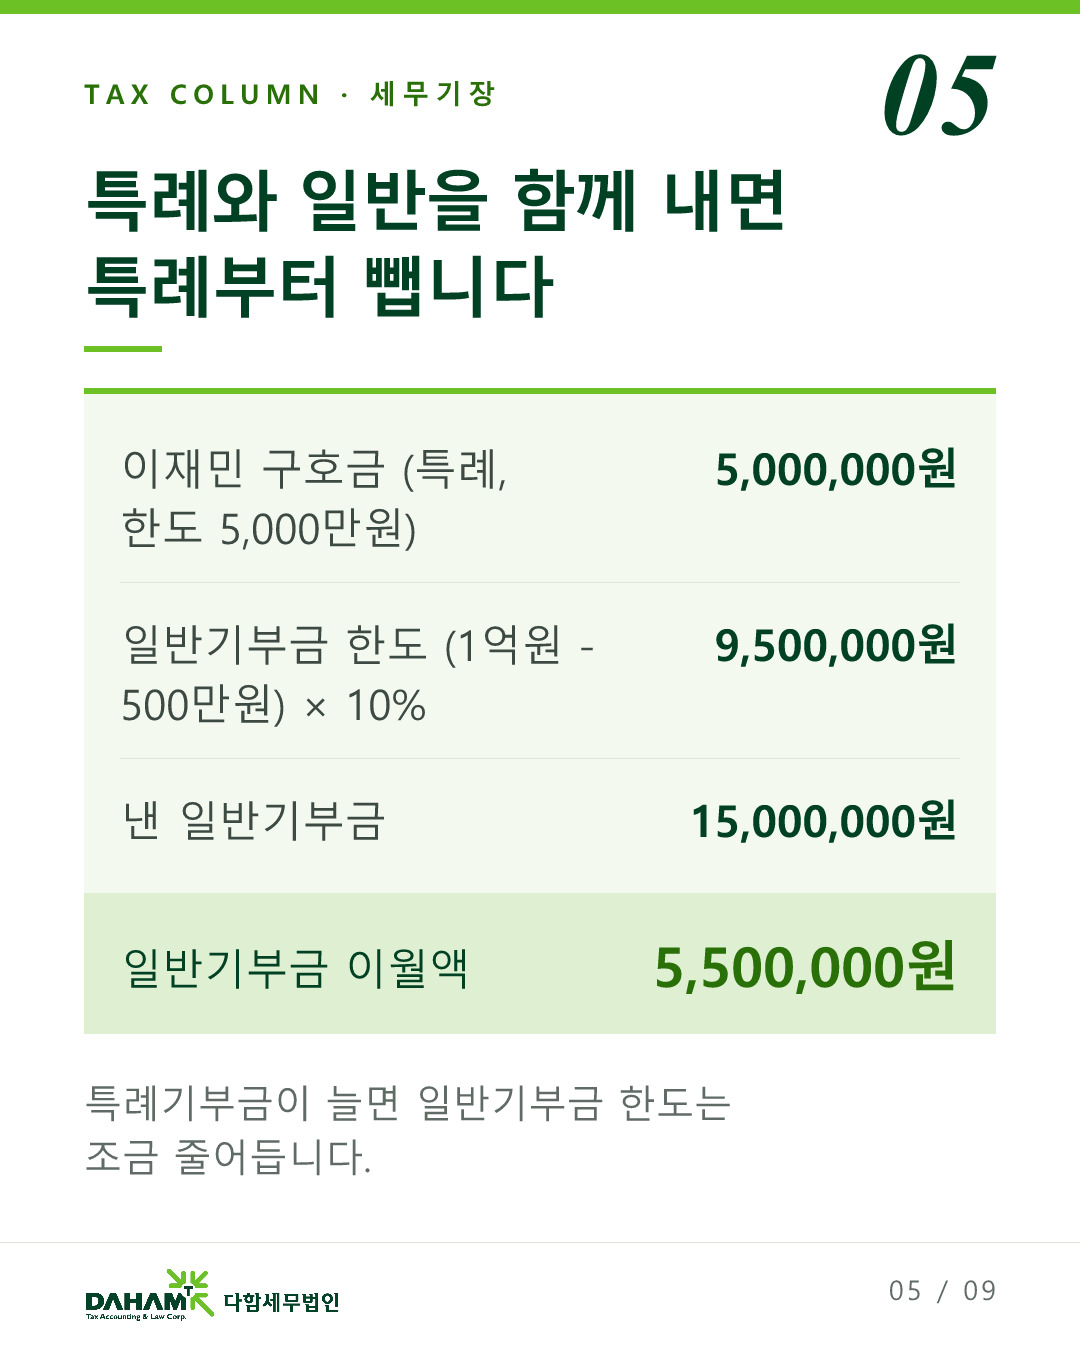 TAX COLUMN · 세무기장
05
특례와 일반을 함께 내면
특례부터 뺍니다
이재민 구호금 (특례,
한도 5,000만원)
5,000,000원
일반기부금 한도 (1억원 -
500만원) × 10%
9,500,000원
낸 일반기부금
15,000,000원
일반기부금 이월액
5,500,000원
특례기부금이 늘면 일반기부금 한도는
조금 줄어듭니다.
DAHAM T 다함세무법인
Tax Accounting & Law Corp.
05 / 09